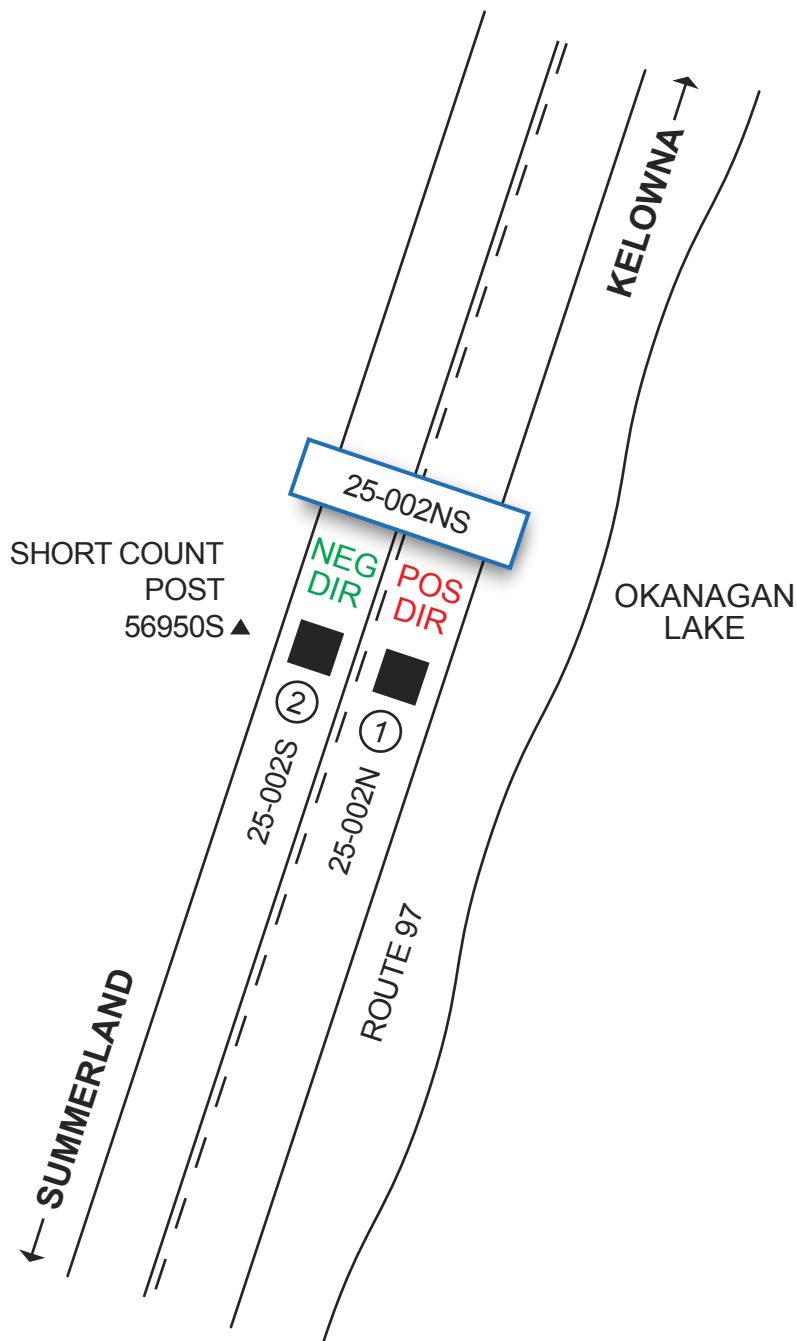 KELOWNA
25-002NS
SHORT COUNT
POST
56950S
NEG
DIR
POS
DIR
OKANAGAN
LAKE
2
1
25-002S
25-002N
ROUTE 97
SUMMERLAND